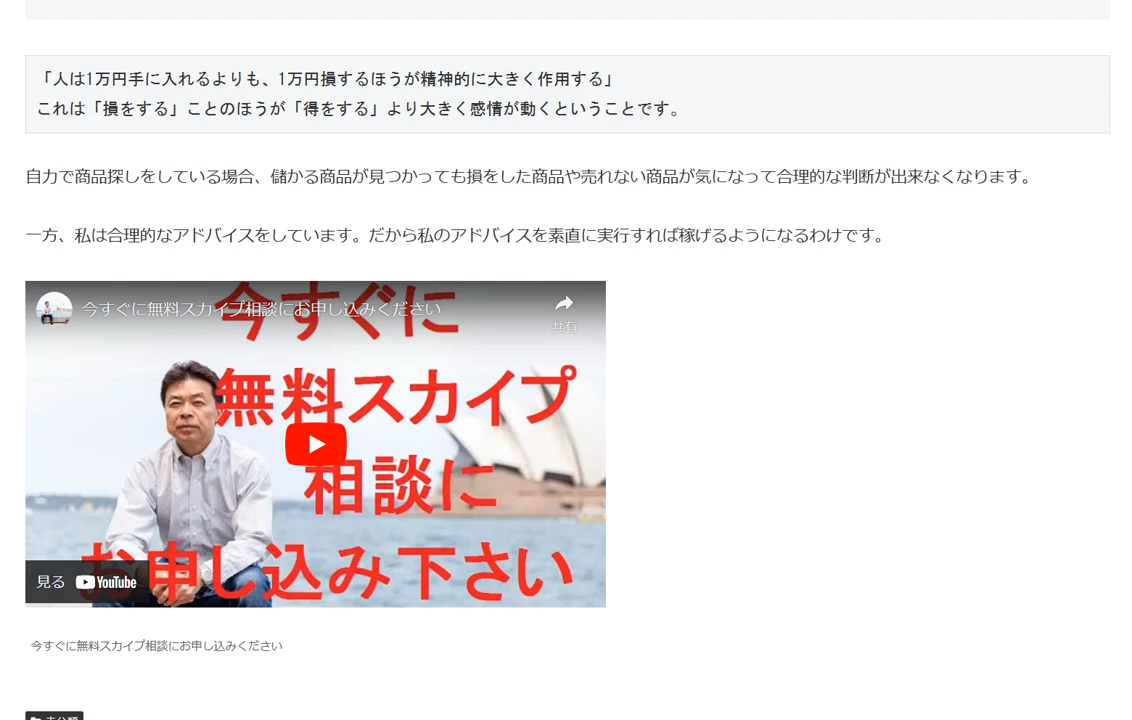 「人は1万円手に入れるよりも、1万円損するほうが精神的に大きく作用する」
これは「損をする」ことのほうが「得をする」より大きく感情が動くということです。
自力で商品探しをしている場合、儲かる商品が見つかっても損をした商品や売れない商品が気になって合理的な判断が出来なくなります。
一方、私は合理的なアドバイスをしています。だから私のアドバイスを素直に実行すれば稼げるようになるわけです。
今すぐに無料スカイプ相談にお申し込みください
共有
今すぐに
無料スカイプ
相談に
お申し込み下さい
見る YouTube
今すぐに無料スカイプ相談にお申し込みください
未分類